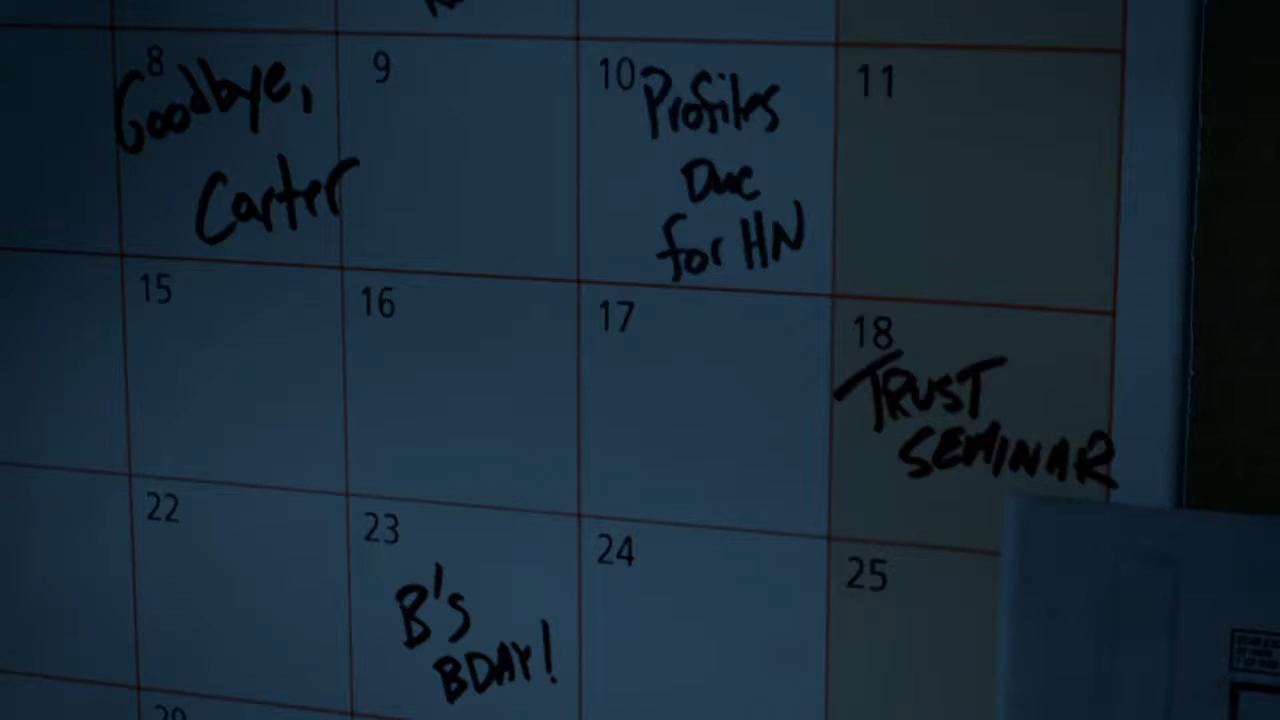 8
Goodbye,
Carter
9
10
Profiles
Due
for HN
11
15
16
17
18
TRUST
SEMINAR
22
23
B's
BDAY!
24
25
29